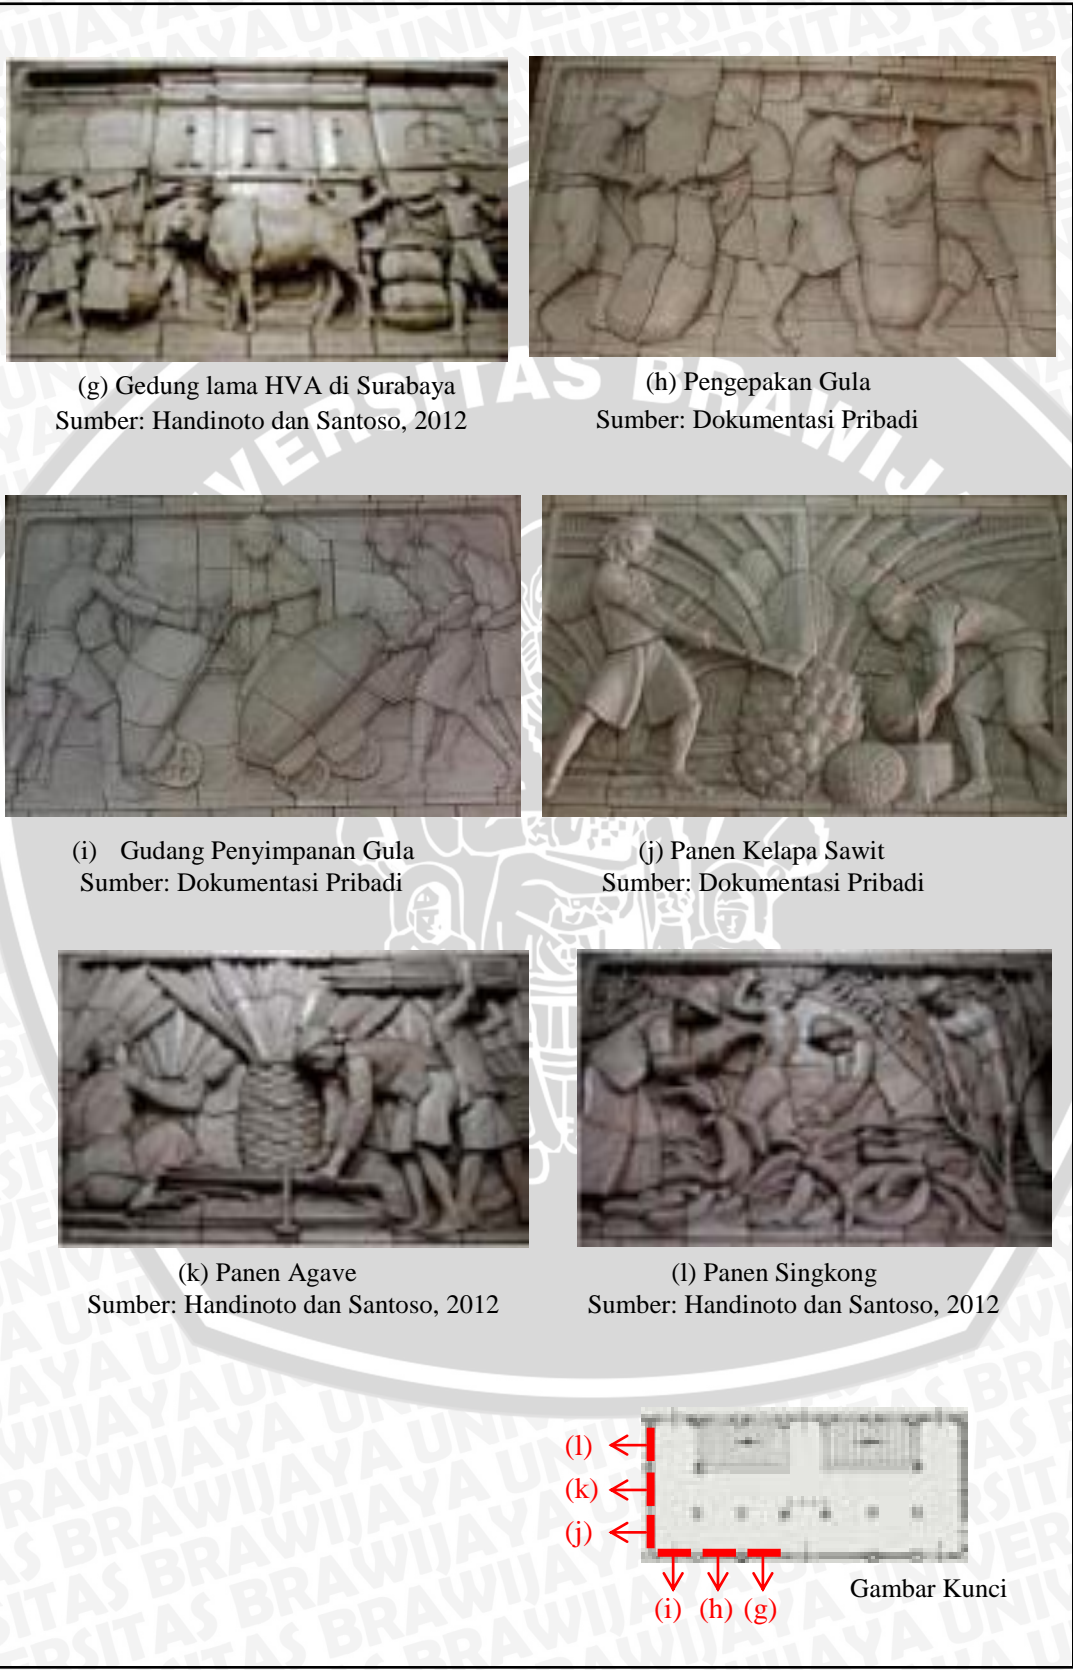 (g) Gedung lama HVA di Surabaya
Sumber: Handinoto dan Santoso, 2012
(h) Pengepakan Gula
Sumber: Dokumentasi Pribadi
(i) Gudang Penyimpanan Gula
Sumber: Dokumentasi Pribadi
(j) Panen Kelapa Sawit
Sumber: Dokumentasi Pribadi
(k) Panen Agave
Sumber: Handinoto dan Santoso, 2012
(l) Panen Singkong
Sumber: Handinoto dan Santoso, 2012
(l)
(k)
(j)
(i) (h) (g)
Gambar Kunci